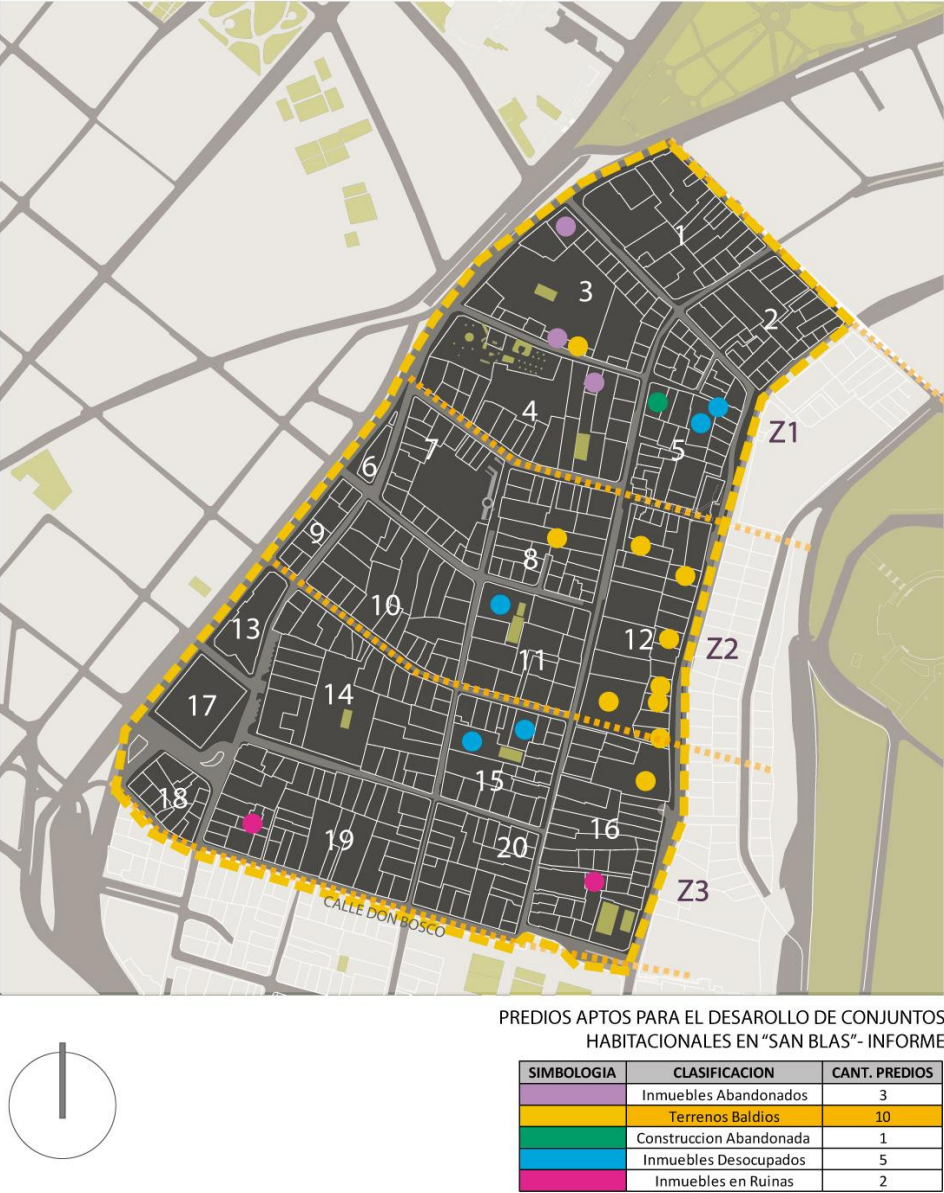 1
3
2
4
5
Z1
7
6
9
8
10
12
13
11
Z2
14
17
15
18
16
19
20
Z3
CALLE DON BOSCO
PREDIOS APTOS PARA EL DESAROLLO DE CONJUNTOS
HABITACIONALES EN “SAN BLAS”- INFORME
SIMBOLOGIA CLASIFICACION CANT. PREDIOS
Inmuebles Abandonados 3
Terrenos Baldios 10
Construccion Abandonada 1
Inmuebles Desocupados 5
Inmuebles en Ruinas 2